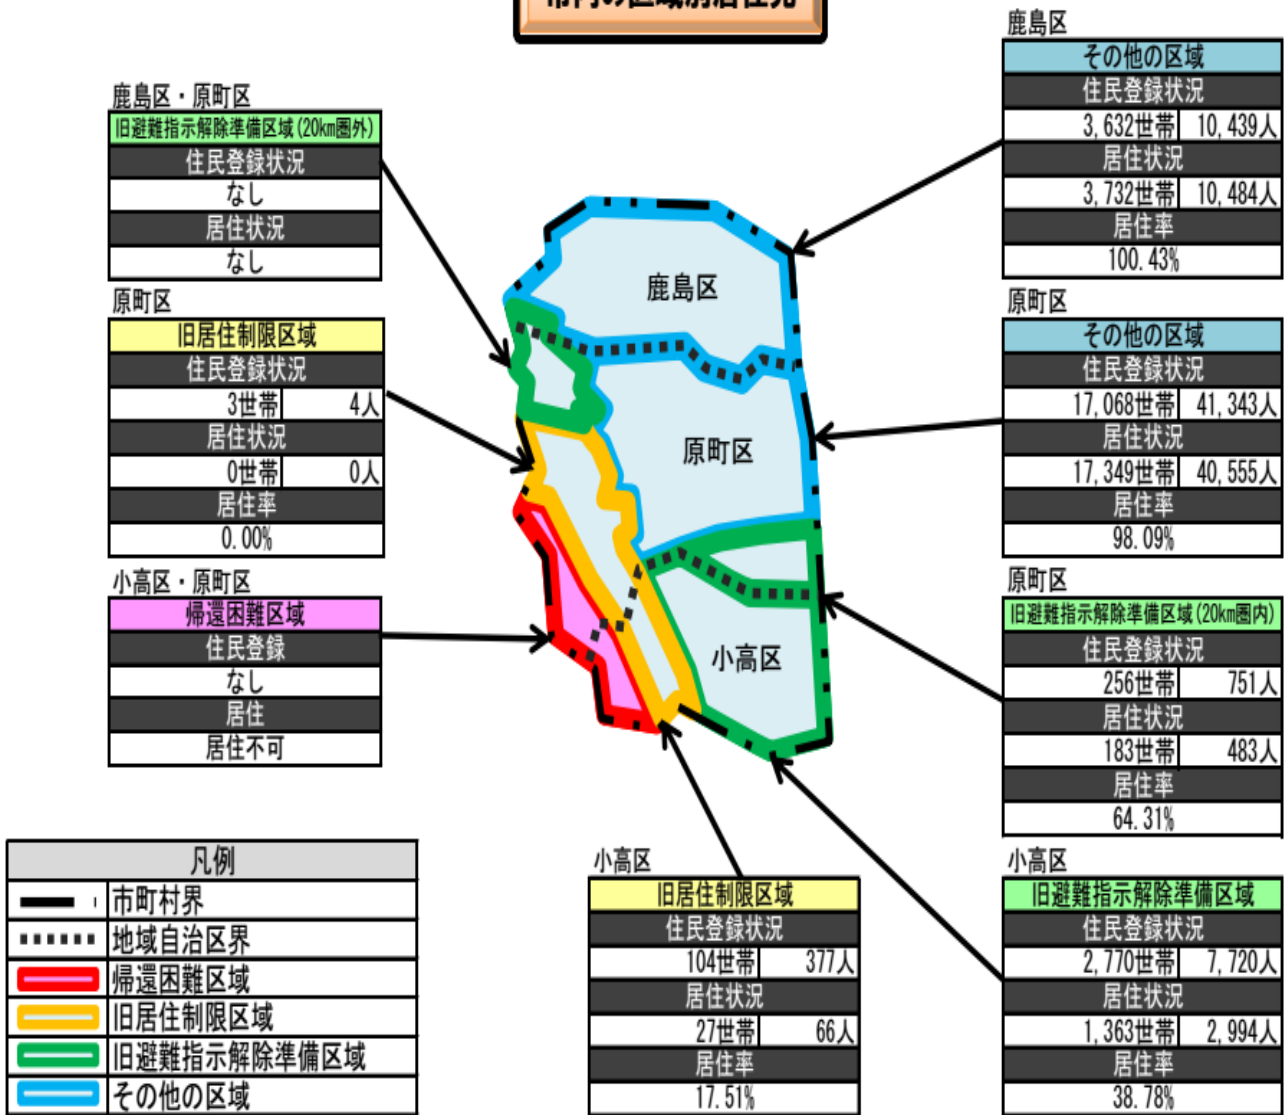 市内の区域別居住先
鹿島区・原町区
旧避難指示解除準備区域(20km圏外)
住民登録状況
なし
居住状況
なし
原町区
旧居住制限区域
住民登録状況
3世帯 4人
居住状況
0世帯 0人
居住率
0.00%
小高区・原町区
帰還困難区域
住民登録
なし
居住
居住不可
鹿島区
原町区
小高区
鹿島区
その他の区域
住民登録状況
3,632世帯 10,439人
居住状況
3,732世帯 10,484人
居住率
100.43%
原町区
その他の区域
住民登録状況
17,068世帯 41,343人
居住状況
17,349世帯 40,555人
居住率
98.09%
原町区
旧避難指示解除準備区域(20km圏内)
住民登録状況
256世帯 751人
居住状況
183世帯 483人
居住率
64.31%
凡例
市町村界
地域自治区界
帰還困難区域
旧居住制限区域
旧避難指示解除準備区域
その他の区域
小高区
旧居住制限区域
住民登録状況
104世帯 377人
居住状況
27世帯 66人
居住率
17.51%
小高区
旧避難指示解除準備区域
住民登録状況
2,770世帯 7,720人
居住状況
1,363世帯 2,994人
居住率
38.78%